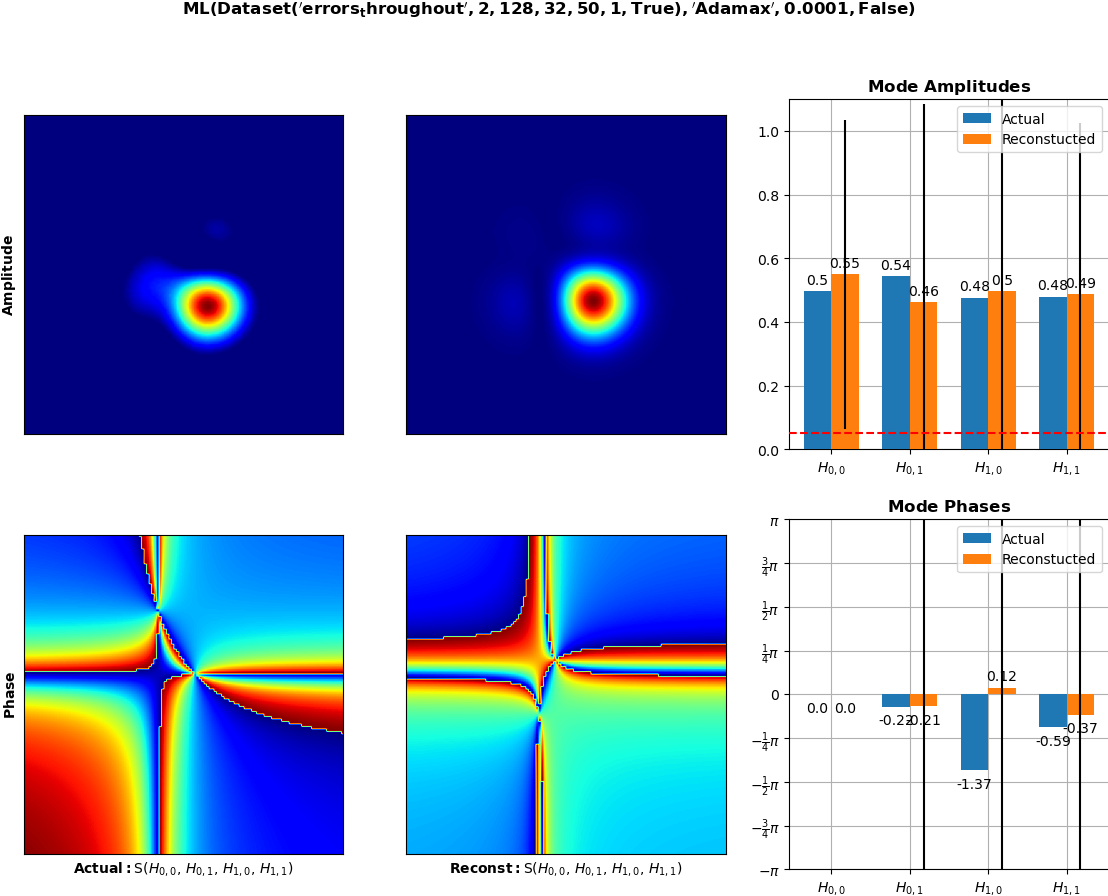 ML(Dataset('errors_throughout', 2, 128, 32, 50, 1, True), 'Adamax', 0.0001, False)
Amplitude
Mode Amplitudes
Actual
Reconstucted
1.0
0.8
0.6
0.4
0.2
0.0
0.5
0.55
0.54
0.46
0.48
0.5
0.48
0.49
H0,0
H0,1
H1,0
H1,1
Phase
Actual: S(H0,0, H0,1, H1,0, H1,1)
Reconst: S(H0,0, H0,1, H1,0, H1,1)
Mode Phases
Actual
Reconstucted
π
3/4π
1/2π
1/4π
0
−1/4π
−1/2π
−3/4π
−π
0.0
0.0
-0.22
-0.21
-1.37
0.12
-0.59
-0.37
H0,0
H0,1
H1,0
H1,1